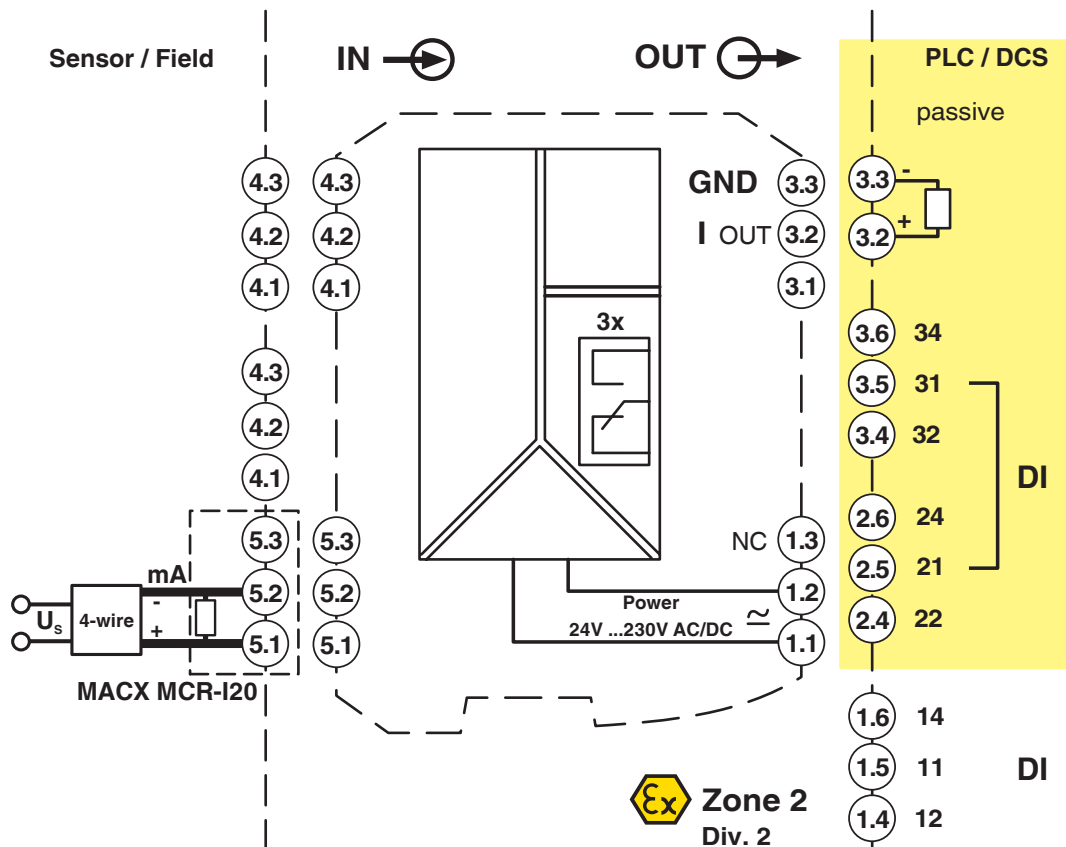 Sensor / Field
IN
OUT
PLC / DCS
passive
4.3
4.2
4.1
4.3
4.2
4.1
5.3
5.2
5.1
mA
-
+
U_S
4-wire
MACX MCR-I20
4.3
4.2
4.1
5.3
5.2
5.1
3x
GND 3.3
I OUT 3.2
3.1
NC 1.3
1.2
1.1
Power
24V ...230V AC/DC
3.3 -
3.2 +
3.6 34
3.5 31
3.4 32
DI
2.6 24
2.5 21
2.4 22
1.6 14
1.5 11
1.4 12
DI
Ex
Zone 2
Div. 2